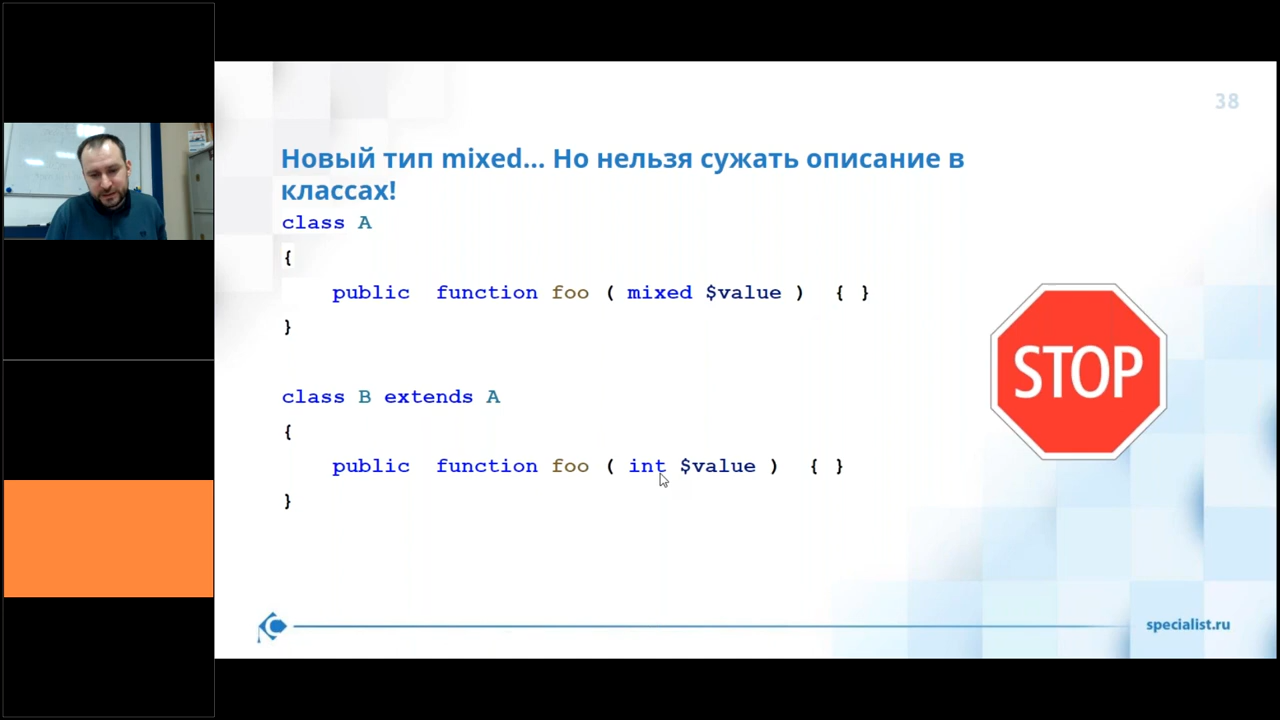 38
Новый тип mixed... Но нельзя сужать описание в
классах!
class A
{
public function foo ( mixed $value ) { }
}
class B extends A
{
public function foo ( int $value ) { }
}
STOP
specialist.ru